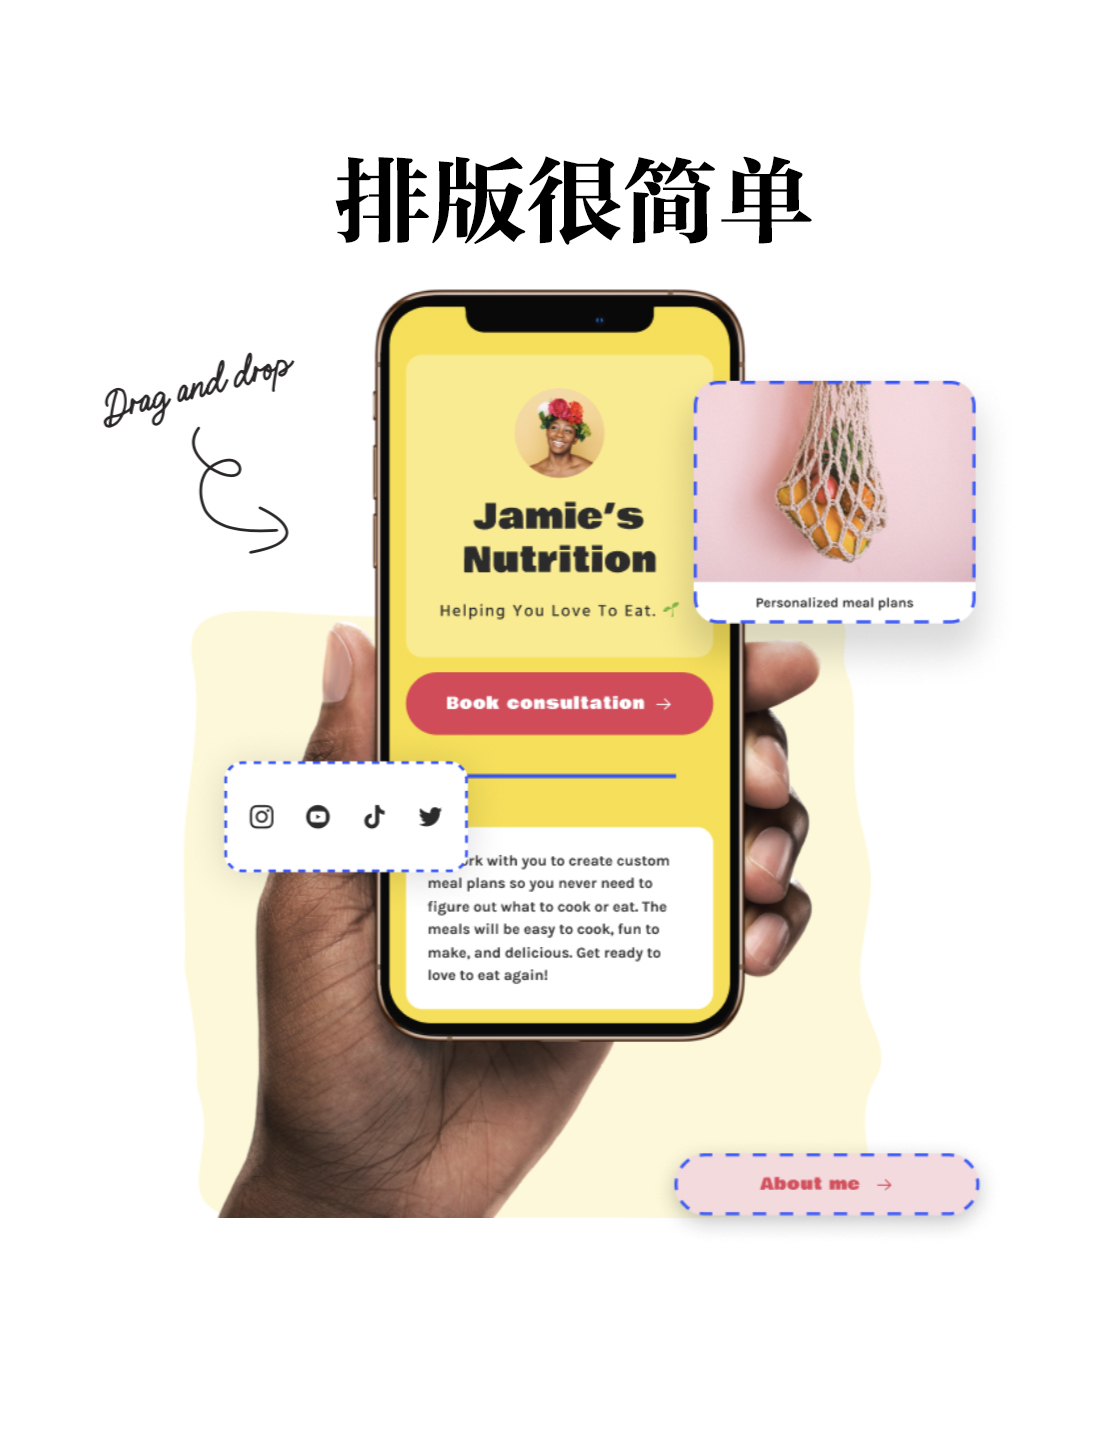 排版很简单
Drag and drop
Jamie’s
Nutrition
Helping You Love To Eat.
Personalized meal plans
Book consultation →
with you to create custom
meal plans so you never need to
figure out what to cook or eat. The
meals will be easy to cook, fun to
make, and delicious. Get ready to
love to eat again!
About me →